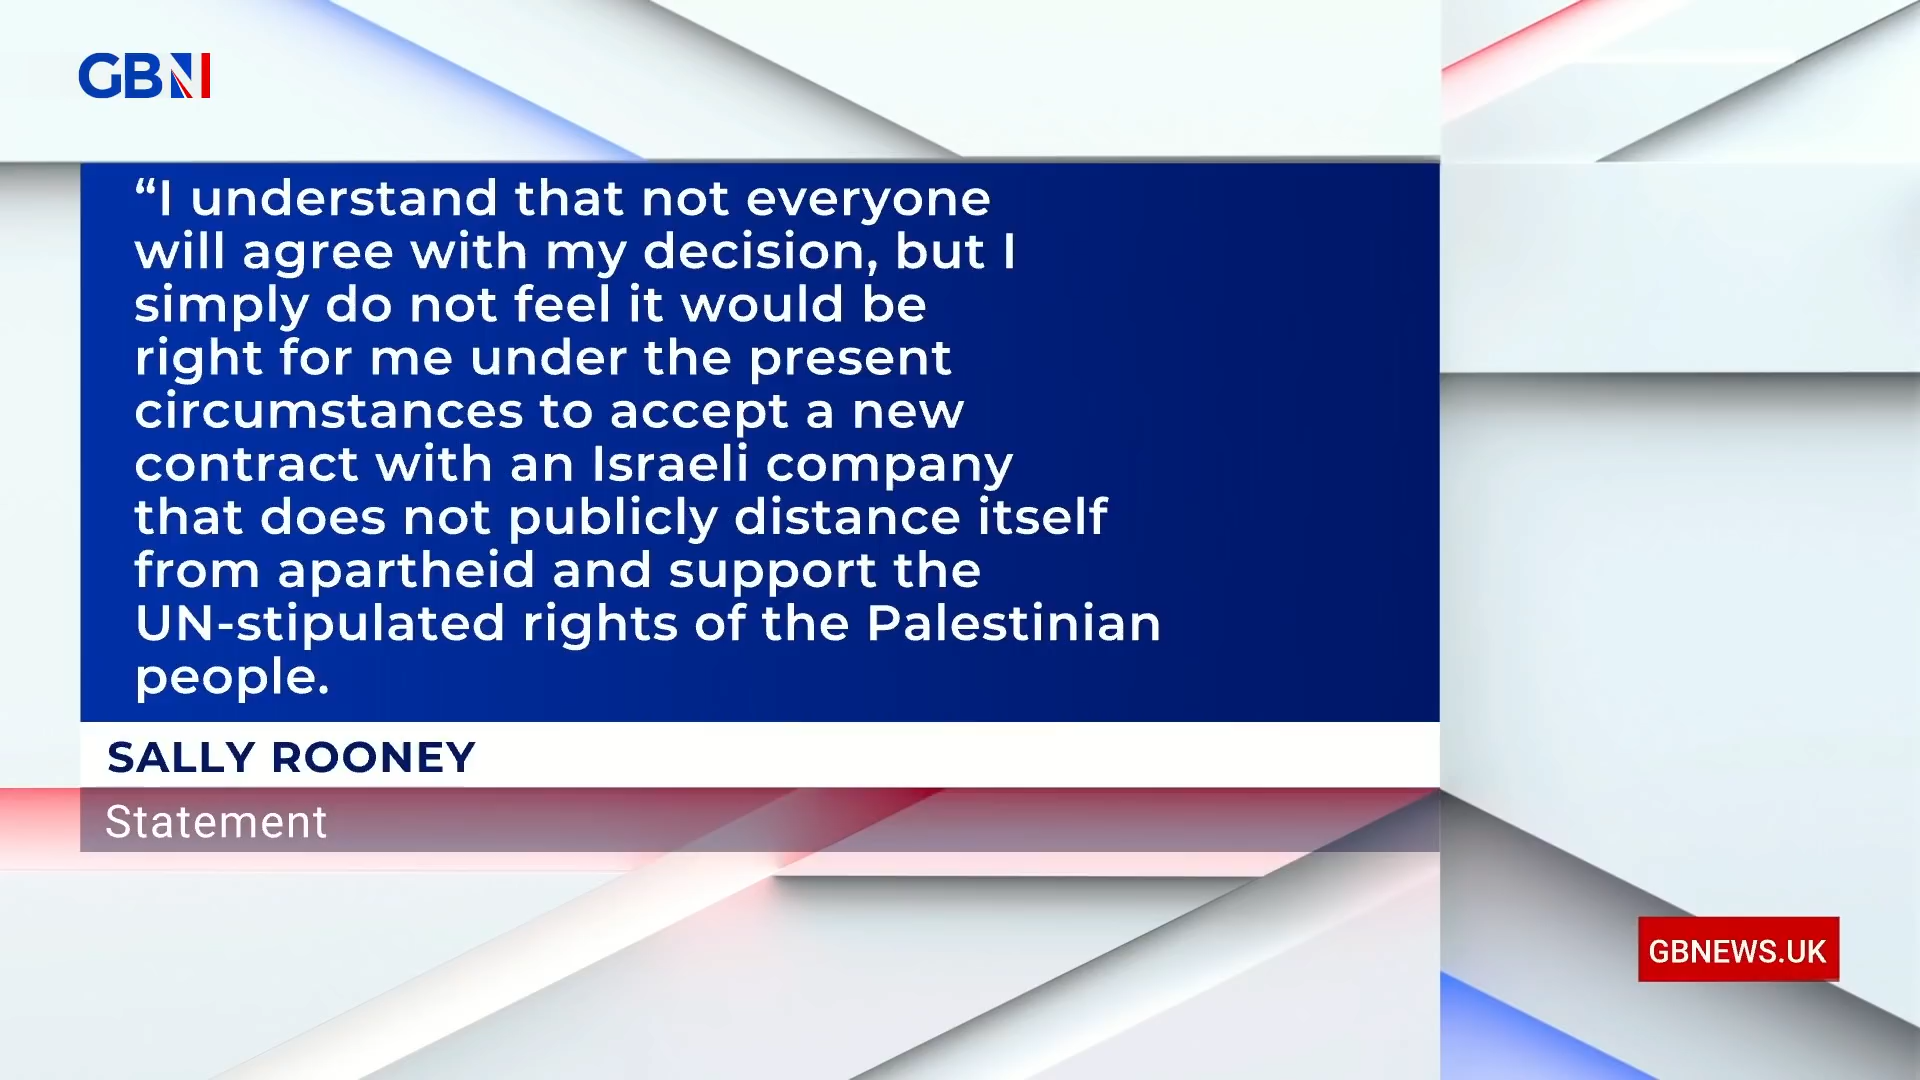 GBN
“I understand that not everyone
will agree with my decision, but I
simply do not feel it would be
right for me under the present
circumstances to accept a new
contract with an Israeli company
that does not publicly distance itself
from apartheid and support the
UN-stipulated rights of the Palestinian
people.
SALLY ROONEY
Statement
GBNEWS.UK